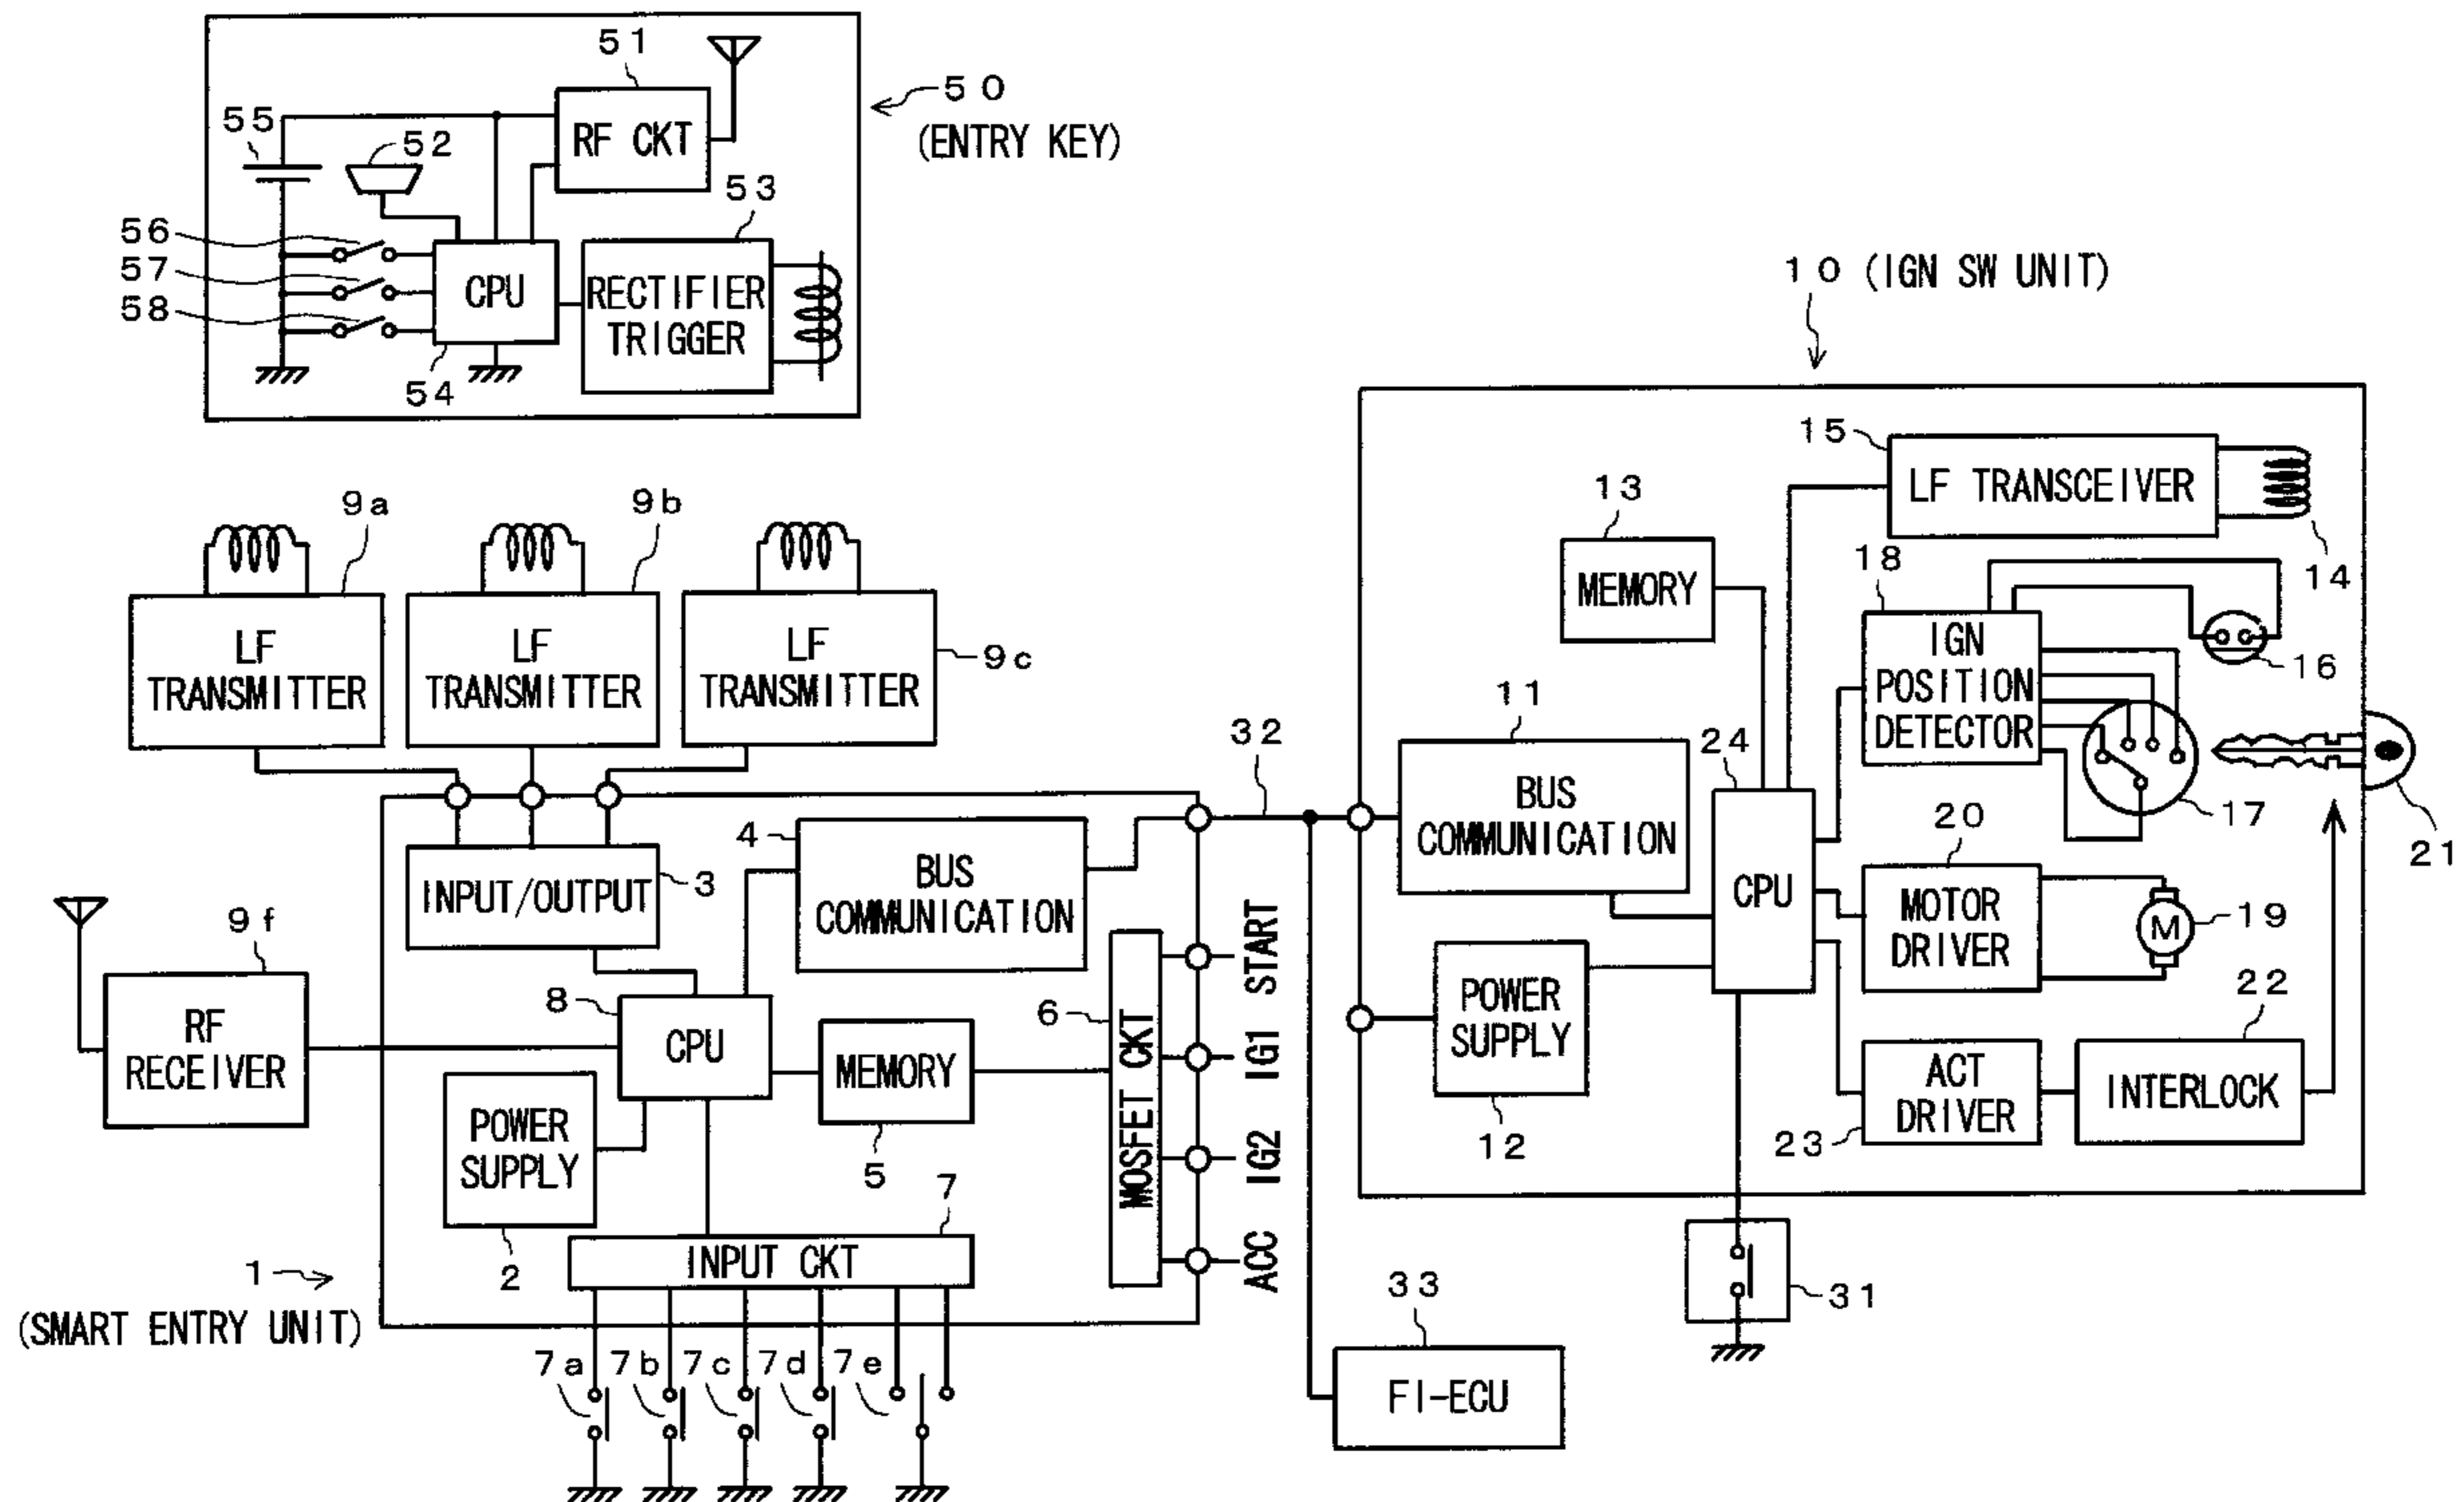 51
50
(ENTRY KEY)
55
52
RF CKT
53
56
57
58
CPU
RECTIFIER
TRIGGER
54
10 (IGN SW UNIT)
9a
9b
9c
LF
TRANSMITTER
LF
TRANSMITTER
LF
TRANSMITTER
15
LF TRANSCEIVER
14
13
MEMORY
18
IGN
POSITION
DETECTOR
16
17
21
11
BUS
COMMUNICATION
24
CPU
32
4
BUS
COMMUNICATION
INPUT/OUTPUT
3
20
MOTOR
DRIVER
M
19
9f
RF
RECEIVER
8
CPU
MEMORY
5
6
MOSFET CKT
START
IG1
IG2
ACC
POWER
SUPPLY
12
22
ACT
DRIVER
23
INTERLOCK
POWER
SUPPLY
2
7
INPUT CKT
1
(SMART ENTRY UNIT)
31
33
FI-ECU
7a
7b
7c
7d
7e